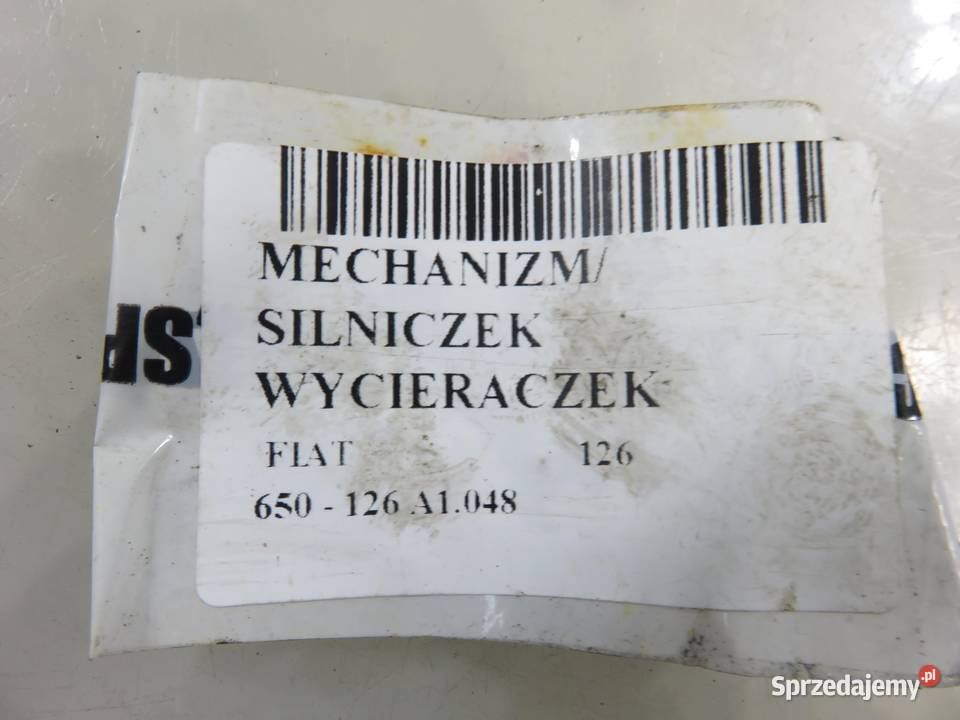 MECHANIZM/
SILNICZEK
WYCIERACZEK
FIAT 126
650 - 126 A1.048
Sprzedajemy.pl